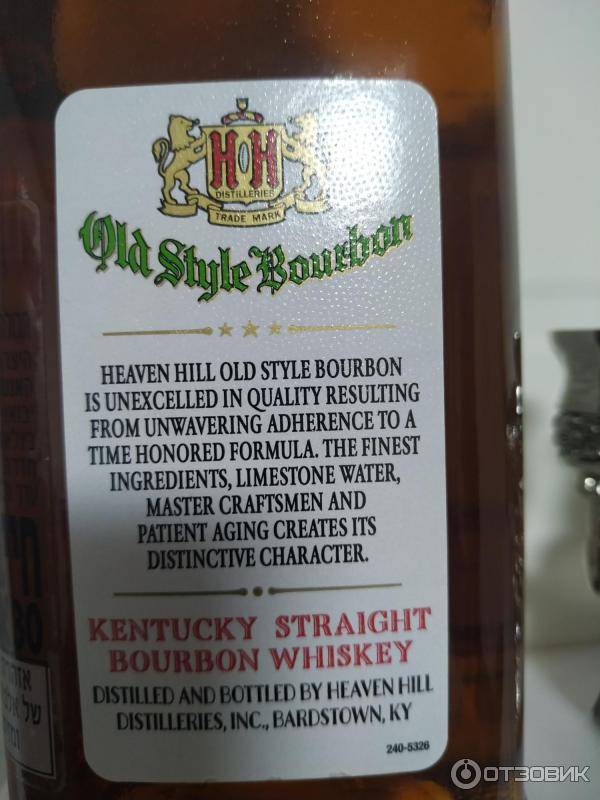 HOH
DISTILLERIES
TRADE MARK
Old Style Bourbon
HEAVEN HILL OLD STYLE BOURBON
IS UNEXCELLED IN QUALITY RESULTING
FROM UNWAVERING ADHERENCE TO A
TIME HONORED FORMULA. THE FINEST
INGREDIENTS, LIMESTONE WATER,
MASTER CRAFTSMEN AND
PATIENT AGING CREATES ITS
DISTINCTIVE CHARACTER.
KENTUCKY STRAIGHT
BOURBON WHISKEY
DISTILLED AND BOTTLED BY HEAVEN HILL
DISTILLERIES, INC., BARDSTOWN, KY
240-5326
של
ОТЗОВИК